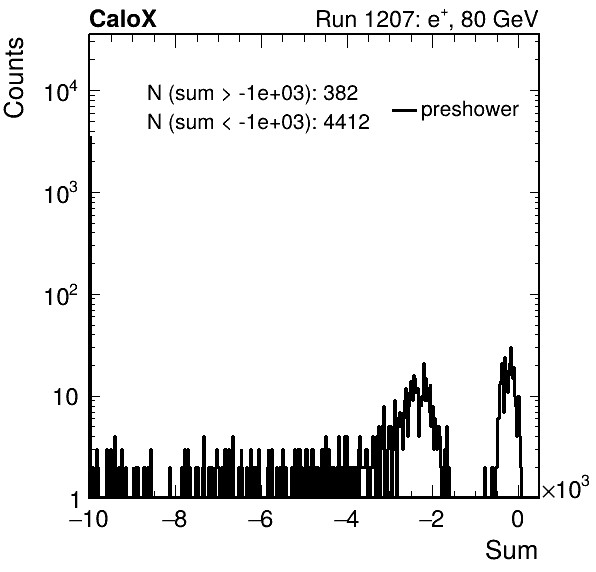 CaloX Run 1207: e⁺, 80 GeV
Counts
N (sum > -1e+03): 382
N (sum < -1e+03): 4412
preshower
10⁴
10³
10²
10
1
−10 −8 −6 −4 −2 0 ×10³
Sum